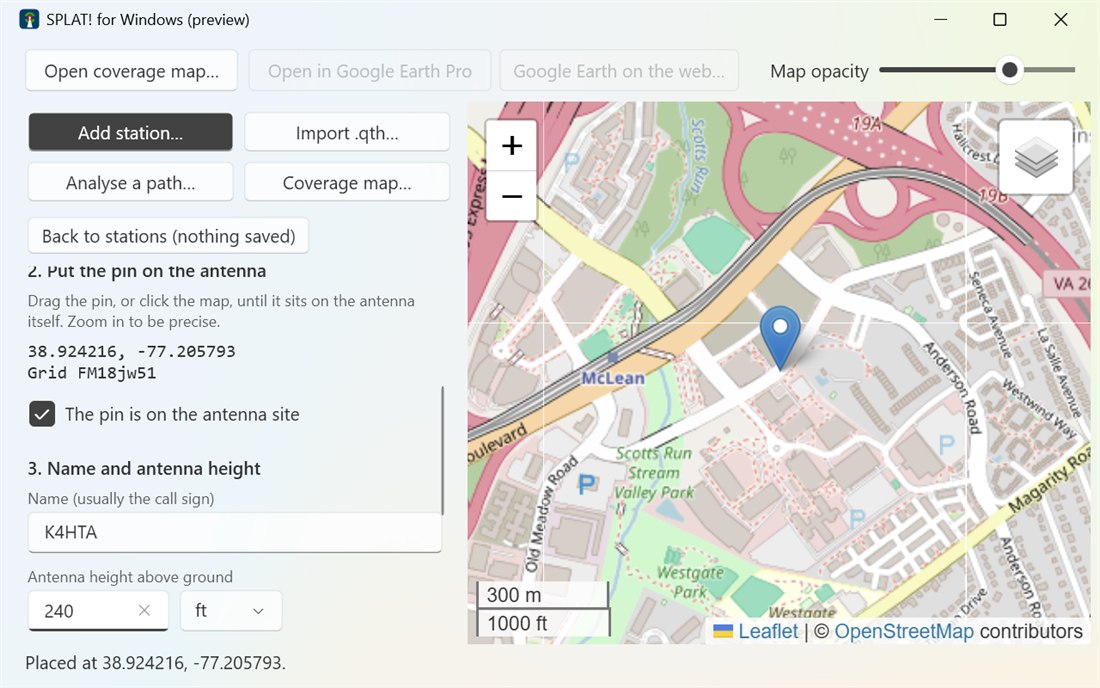 SPLAT! for Windows (preview)
Open coverage map...
Open in Google Earth Pro
Google Earth on the web...
Map opacity
Add station...
Import .qth...
Analyse a path...
Coverage map...
Back to stations (nothing saved)
2. Put the pin on the antenna
Drag the pin, or click the map, until it sits on the antenna
itself. Zoom in to be precise.
38.924216, -77.205793
Grid FM18jw51
The pin is on the antenna site
3. Name and antenna height
Name (usually the call sign)
K4HTA
Antenna height above ground
240
ft
Placed at 38.924216, -77.205793.
+
−
Scotts Run
19A
19B
VA 26
P
McLean
oulevard
Old Meadow Road
P
Scotts Run
Stream
Valley Park
Westgate
Park
Westgate
Anderson Road
Seneca Avenue
La Salle Avenue
Westwind Way
Magarity Roa
P
P
Anderson Ro
Drive
300 m
1000 ft
Leaflet | © OpenStreetMap contributors